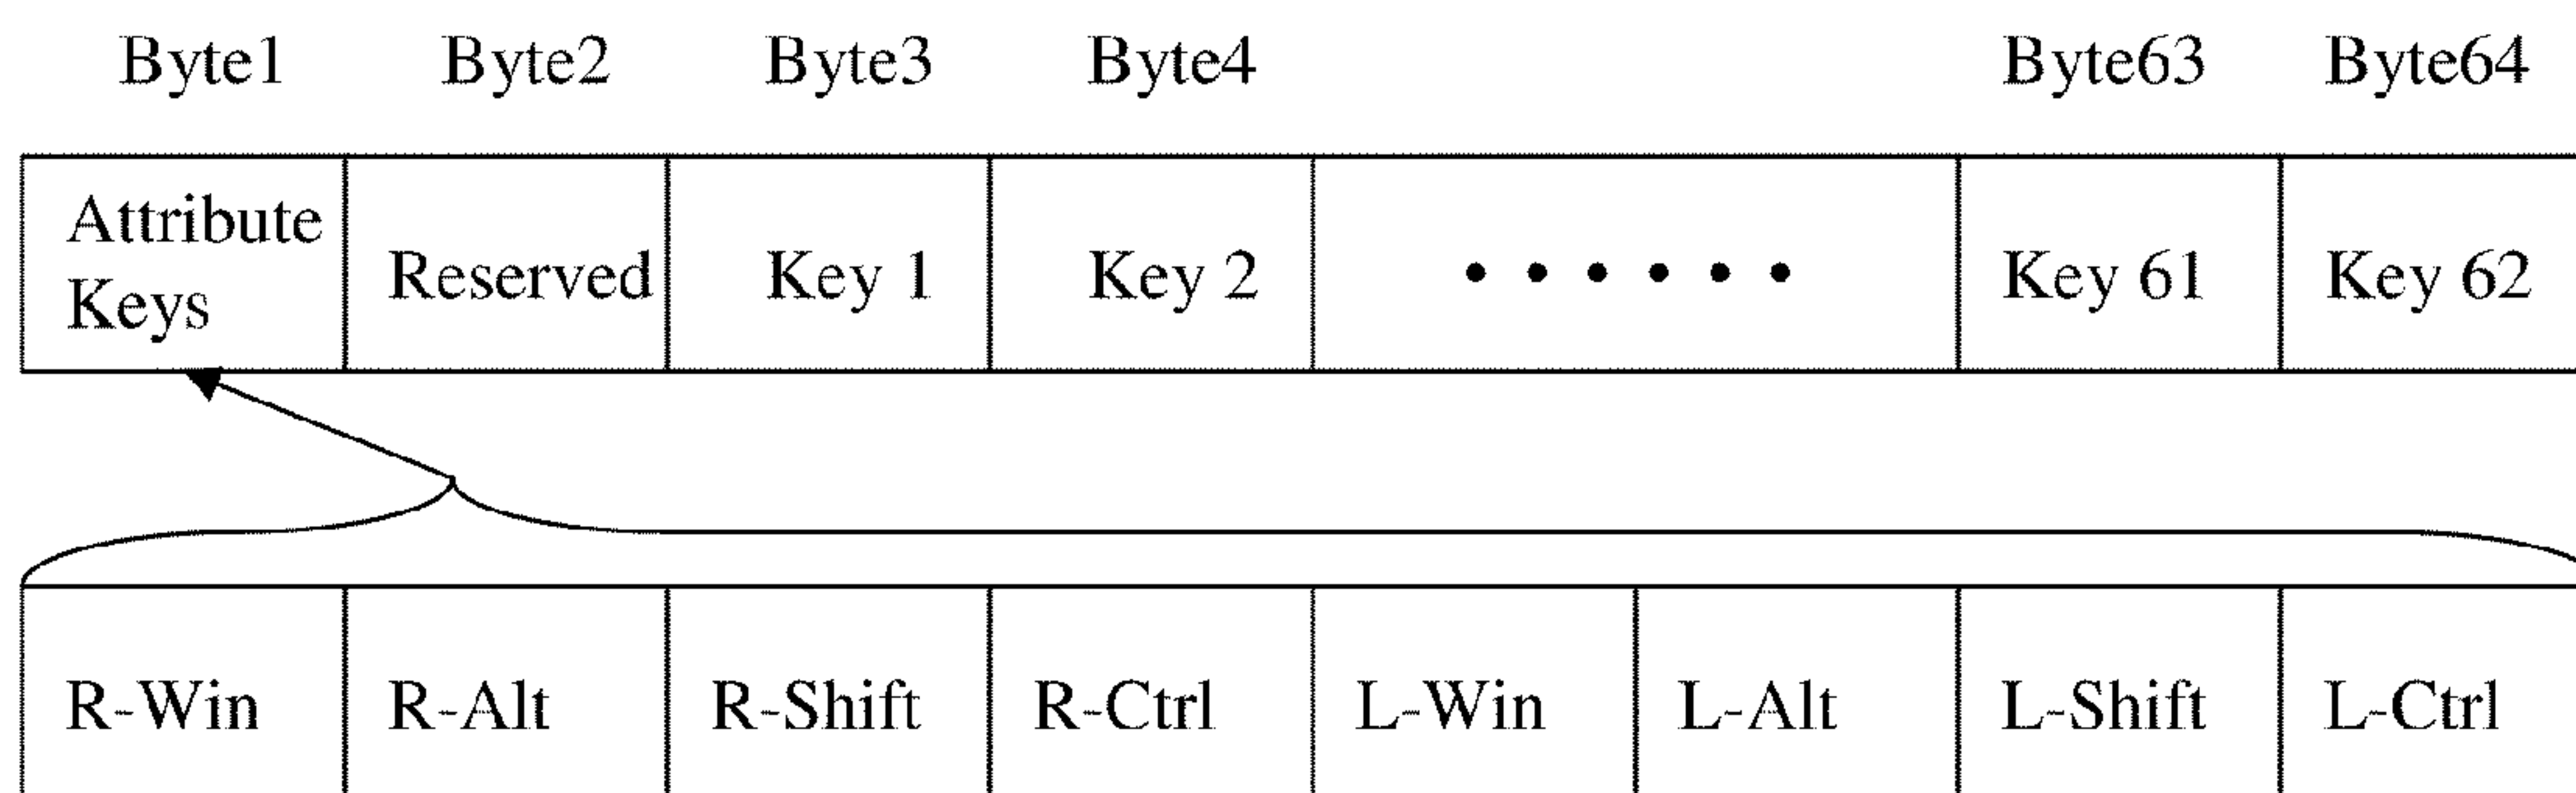 Byte1 Byte2 Byte3 Byte4 Byte63 Byte64
Attribute
Keys
Reserved Key 1 Key 2 • • • • • • Key 61 Key 62
R-Win R-Alt R-Shift R-Ctrl L-Win L-Alt L-Shift L-Ctrl